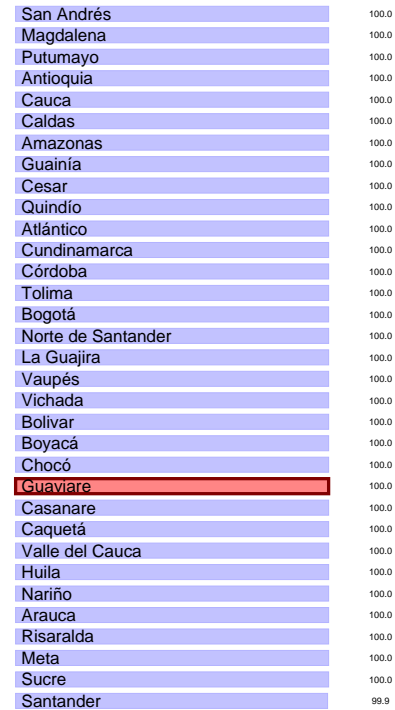 San Andrés 100.0
Magdalena 100.0
Putumayo 100.0
Antioquia 100.0
Cauca 100.0
Caldas 100.0
Amazonas 100.0
Guainía 100.0
Cesar 100.0
Quindío 100.0
Atlántico 100.0
Cundinamarca 100.0
Córdoba 100.0
Tolima 100.0
Bogotá 100.0
Norte de Santander 100.0
La Guajira 100.0
Vaupés 100.0
Vichada 100.0
Bolivar 100.0
Boyacá 100.0
Chocó 100.0
Guaviare 100.0
Casanare 100.0
Caquetá 100.0
Valle del Cauca 100.0
Huila 100.0
Nariño 100.0
Arauca 100.0
Risaralda 100.0
Meta 100.0
Sucre 100.0
Santander 99.9